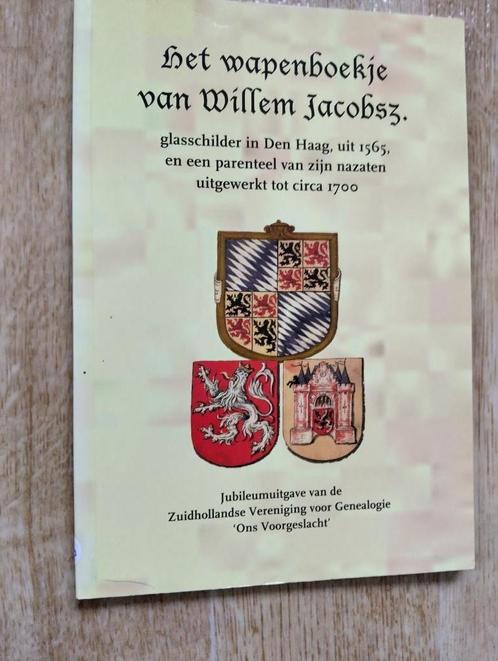 Het wapenboekje
van Willem Jacobsz.
glasschilder in Den Haag, uit 1565,
en een parenteel van zijn nazaten
uitgewerkt tot circa 1700
Jubileumuitgave van de
Zuidhollandse Vereniging voor Genealogie
‘Ons Voorgeslacht’